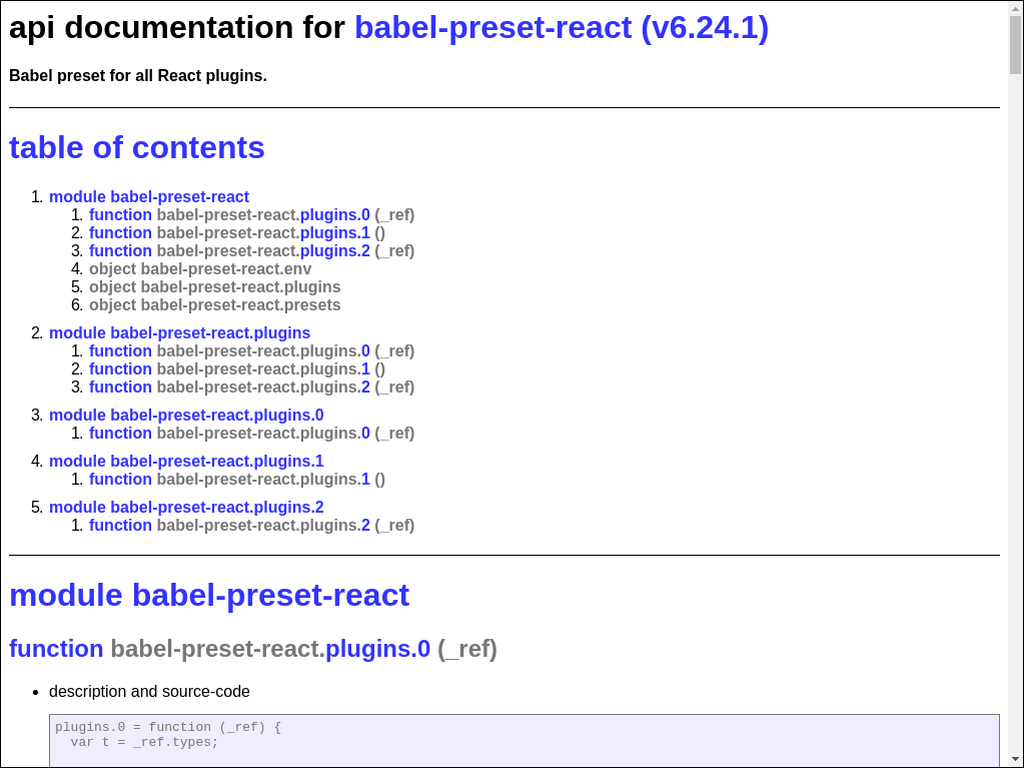 api documentation for babel-preset-react (v6.24.1)
Babel preset for all React plugins.
table of contents
1. module babel-preset-react
1. function babel-preset-react.plugins.0 (_ref)
2. function babel-preset-react.plugins.1 ()
3. function babel-preset-react.plugins.2 (_ref)
4. object babel-preset-react.env
5. object babel-preset-react.plugins
6. object babel-preset-react.presets
2. module babel-preset-react.plugins
1. function babel-preset-react.plugins.0 (_ref)
2. function babel-preset-react.plugins.1 ()
3. function babel-preset-react.plugins.2 (_ref)
3. module babel-preset-react.plugins.0
1. function babel-preset-react.plugins.0 (_ref)
4. module babel-preset-react.plugins.1
1. function babel-preset-react.plugins.1 ()
5. module babel-preset-react.plugins.2
1. function babel-preset-react.plugins.2 (_ref)
module babel-preset-react
function babel-preset-react.plugins.0 (_ref)
• description and source-code
plugins.0 = function (_ref) {
  var t = _ref.types;